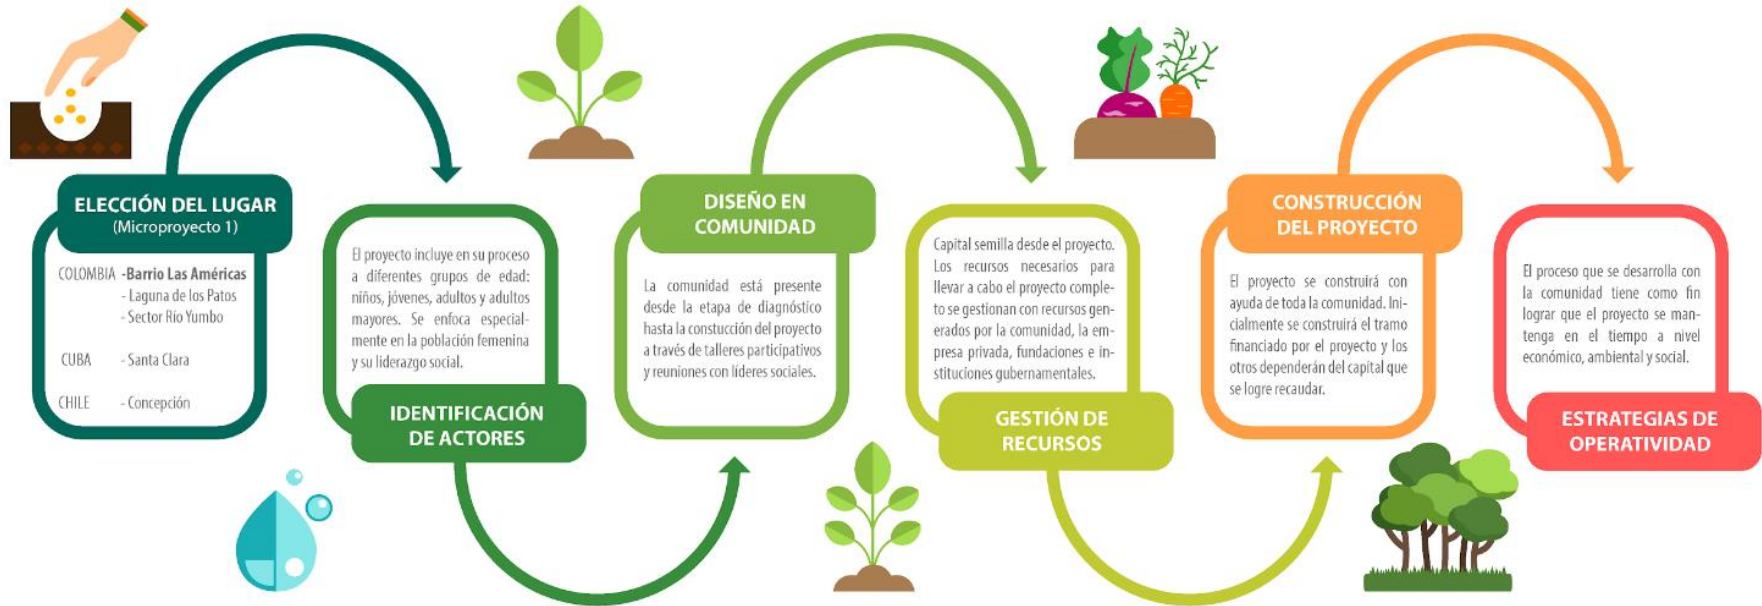 ELECCIÓN DEL LUGAR
(Microproyecto 1)
COLOMBIA -Barrio Las Américas
- Laguna de los Patos
- Sector Río Yumbo
CUBA - Santa Clara
CHILE - Concepción
El proyecto incluye en su proceso
a diferentes grupos de edad:
niños, jóvenes, adultos y adultos
mayores. Se enfoca especial-
mente en la población femenina
y su liderazgo social.
IDENTIFICACIÓN
DE ACTORES
DISEÑO EN
COMUNIDAD
La comunidad está presente
desde la etapa de diagnóstico
hasta la constucción del proyecto
a través de talleres participativos
y reuniones con líderes sociales.
Capital semilla desde el proyecto.
Los recursos necesarios para
llevar a cabo el proyecto comple-
to se gestionan con recursos gen-
erados por la comunidad, la em-
presa privada, fundaciones e in-
stituciones gubernamentales.
GESTIÓN DE
RECURSOS
CONSTRUCCIÓN
DEL PROYECTO
El proyecto se construirá con
ayuda de toda la comunidad. Ini-
cialmente se construirá el tramo
financiado por el proyecto y los
otros dependerán del capital que
se logre recaudar.
El proceso que se desarrolla con
la comunidad tiene como fin
lograr que el proyecto se man-
tenga en el tiempo a nivel
económico, ambiental y social.
ESTRATEGIAS DE
OPERATIVIDAD